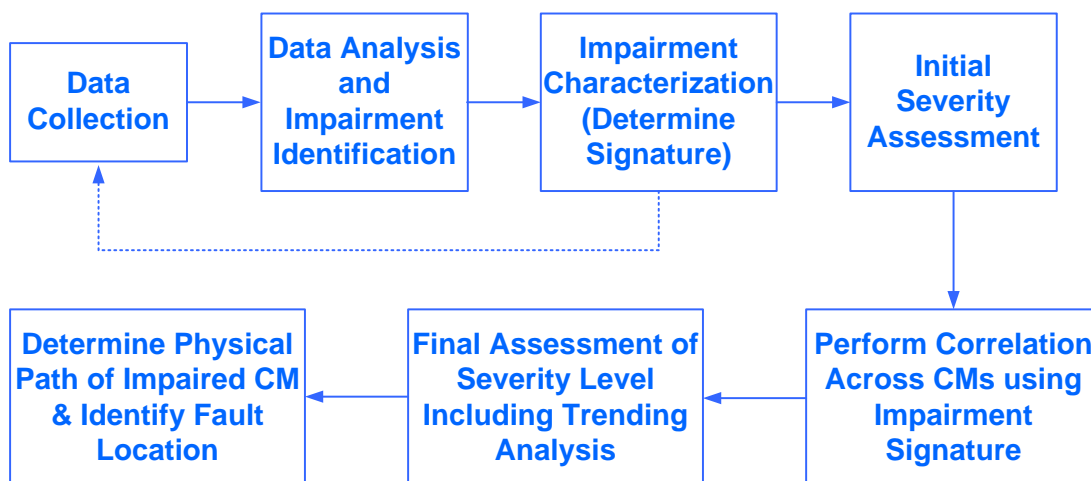 Data
Collection
Data Analysis
and
Impairment
Identification
Impairment
Characterization
(Determine
Signature)
Initial
Severity
Assessment
Determine Physical
Path of Impaired CM
& Identify Fault
Location
Final Assessment of
Severity Level
Including Trending
Analysis
Perform Correlation
Across CMs using
Impairment
Signature